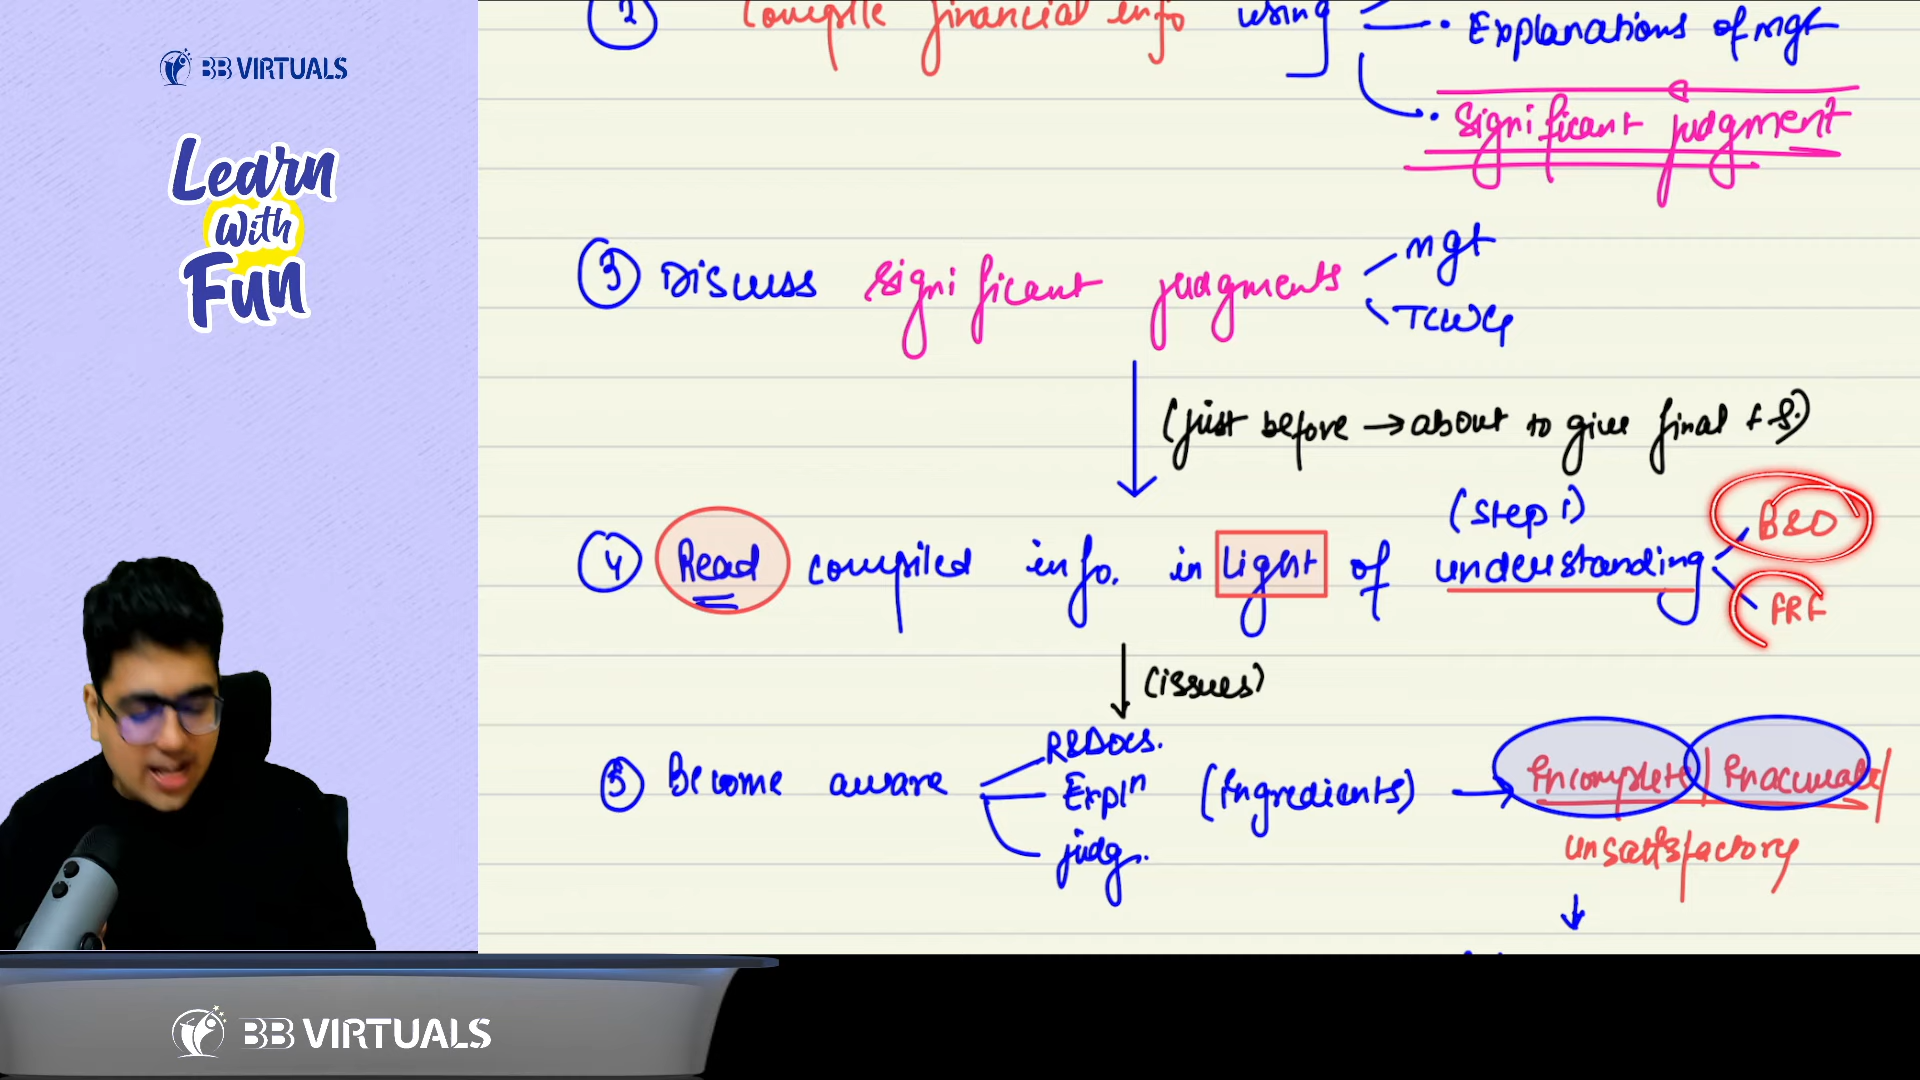 BB VIRTUALS
Learn
With
Fun
② Compile financial info using
• Explanations of mgt
• Significant judgment
③ Discuss significant judgments
mgt
TCWG
(just before → about to give final F.S.)
(Step 1)
④ Read compiled info. in light of understanding
B&O
FRF
(issues)
⑤ Become aware
R&Docs.
Explⁿ
judg.
(Ingredients) → Incomplete / Inaccurate /
unsatisfactory
BB VIRTUALS